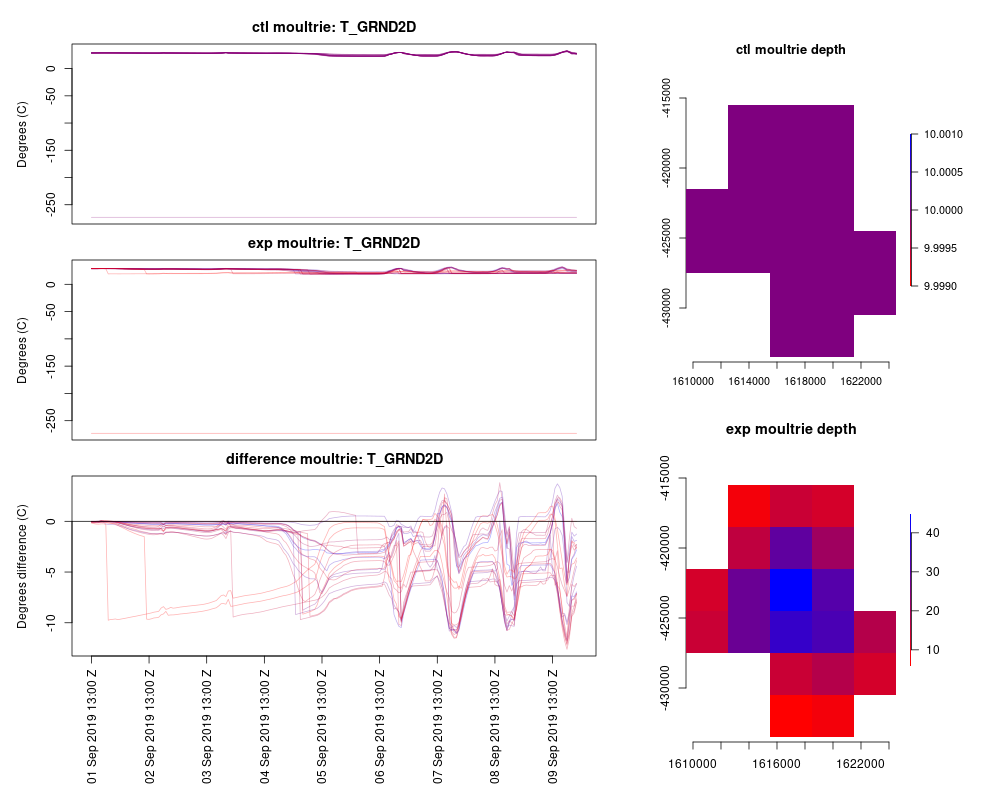 ctl moultrie: T_GRND2D
Degrees (C)
0
-50
-150
-250
exp moultrie: T_GRND2D
Degrees (C)
0
-50
-150
-250
difference moultrie: T_GRND2D
Degrees difference (C)
0
-5
-10
01 Sep 2019 13:00 Z
02 Sep 2019 13:00 Z
03 Sep 2019 13:00 Z
04 Sep 2019 13:00 Z
05 Sep 2019 13:00 Z
06 Sep 2019 13:00 Z
07 Sep 2019 13:00 Z
08 Sep 2019 13:00 Z
09 Sep 2019 13:00 Z
ctl moultrie depth
-415000
-420000
-425000
-430000
1610000 1614000 1618000 1622000
10.0010
10.0005
10.0000
9.9995
9.9990
exp moultrie depth
-415000
-420000
-425000
-430000
1610000 1616000 1622000
40
30
20
10